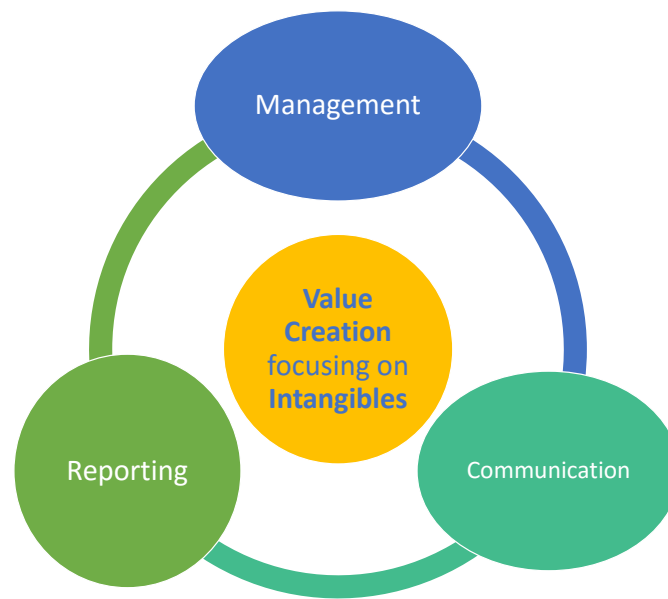 Management
Value
Creation
focusing on
Intangibles
Reporting
Communication